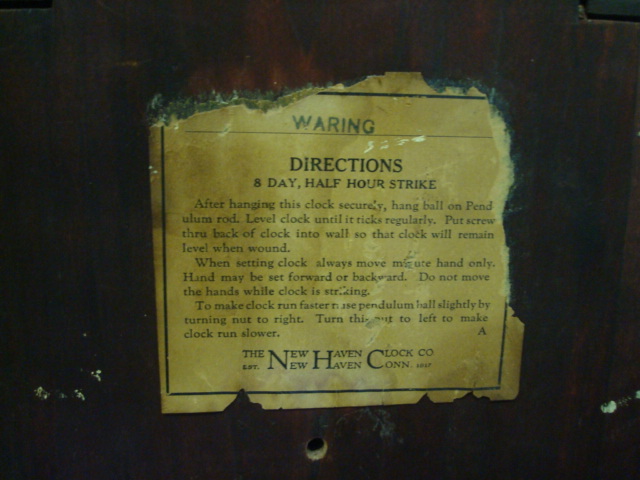 WARING
DIRECTIONS
8 DAY, HALF HOUR STRIKE
After hanging this clock securely, hang ball on Pend
ulum rod. Level clock until it ticks regularly. Put screw
thru back of clock into wall so that clock will remain
level when wound.
When setting clock always move minute hand only.
Hand may be set forward or backward. Do not move
the hands while clock is striking.
To make clock run faster raise pendulum ball slightly by
turning nut to right. Turn this nut to left to make
clock run slower. A
THE NEW HAVEN CLOCK CO
EST. NEW HAVEN CONN. 1817